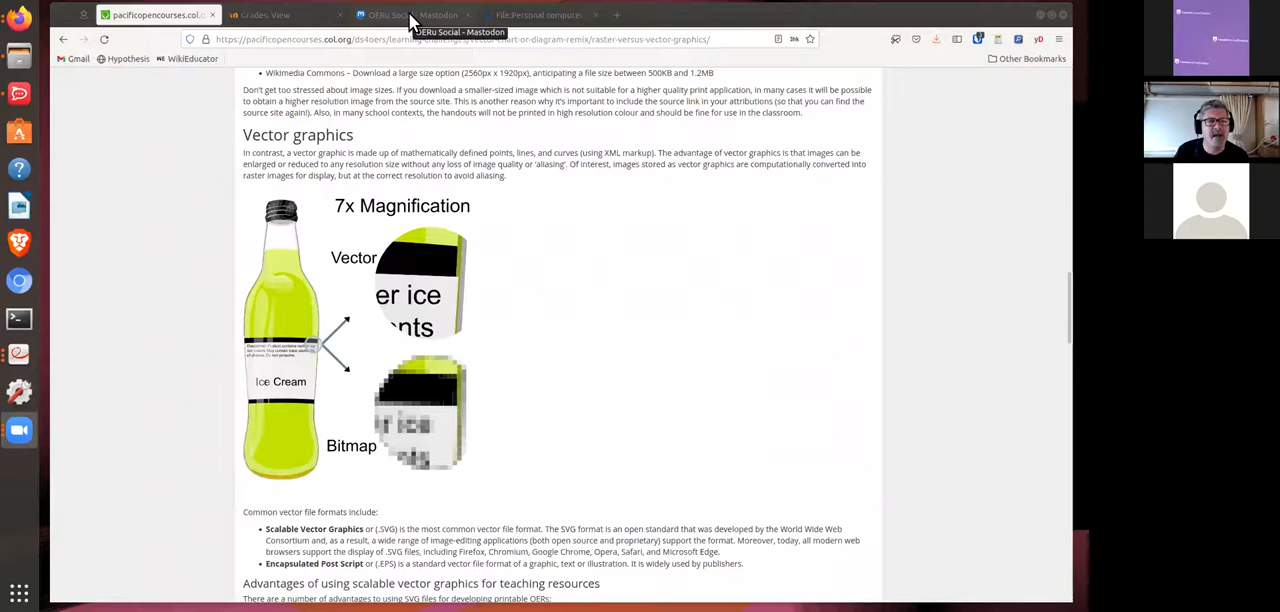 pacificopencourses.col.o
Grades: View
OERu Social - Mastodon
File:Personal computer
OERu Social - Mastodon
https://pacificopencourses.col.org/ds4oers/learning-challenges/vector-chart-or-diagram-remix/raster-versus-vector-graphics/
Gmail
Hypothesis
WikiEducator
Other Bookmarks
• Wikimedia Commons – Download a large size option (2560px x 1920px), anticipating a file size between 500KB and 1.2MB
Don't get too stressed about image sizes. If you download a smaller-sized image which is not suitable for a higher quality print application, in many cases it will be possible
to obtain a higher resolution image from the source site. This is another reason why it's important to include the source link in your attributions (so that you can find the
source site again!). Also, in many school contexts, the handouts will not be printed in high resolution colour and should be fine for use in the classroom.
Vector graphics
In contrast, a vector graphic is made up of mathematically defined points, lines, and curves (using XML markup). The advantage of vector graphics is that images can be
enlarged or reduced to any resolution size without any loss of image quality or 'aliasing'. Of interest, images stored as vector graphics are computationally converted into
raster images for display, but at the correct resolution to avoid aliasing.
7x Magnification
Vector
er ice
nts
Ice Cream
Bitmap
Common vector file formats include:
• Scalable Vector Graphics or (.SVG) is the most common vector file format. The SVG format is an open standard that was developed by the World Wide Web
Consortium and, as a result, a wide range of image-editing applications (both open source and proprietary) support the format. Moreover, today, all modern web
browsers support the display of .SVG files, including Firefox, Chromium, Google Chrome, Opera, Safari, and Microsoft Edge.
• Encapsulated Post Script or (.EPS) is a standard vector file format of a graphic, text or illustration. It is widely used by publishers.
Advantages of using scalable vector graphics for teaching resources
There are a number of advantages to using SVG files for developing printable OERs: